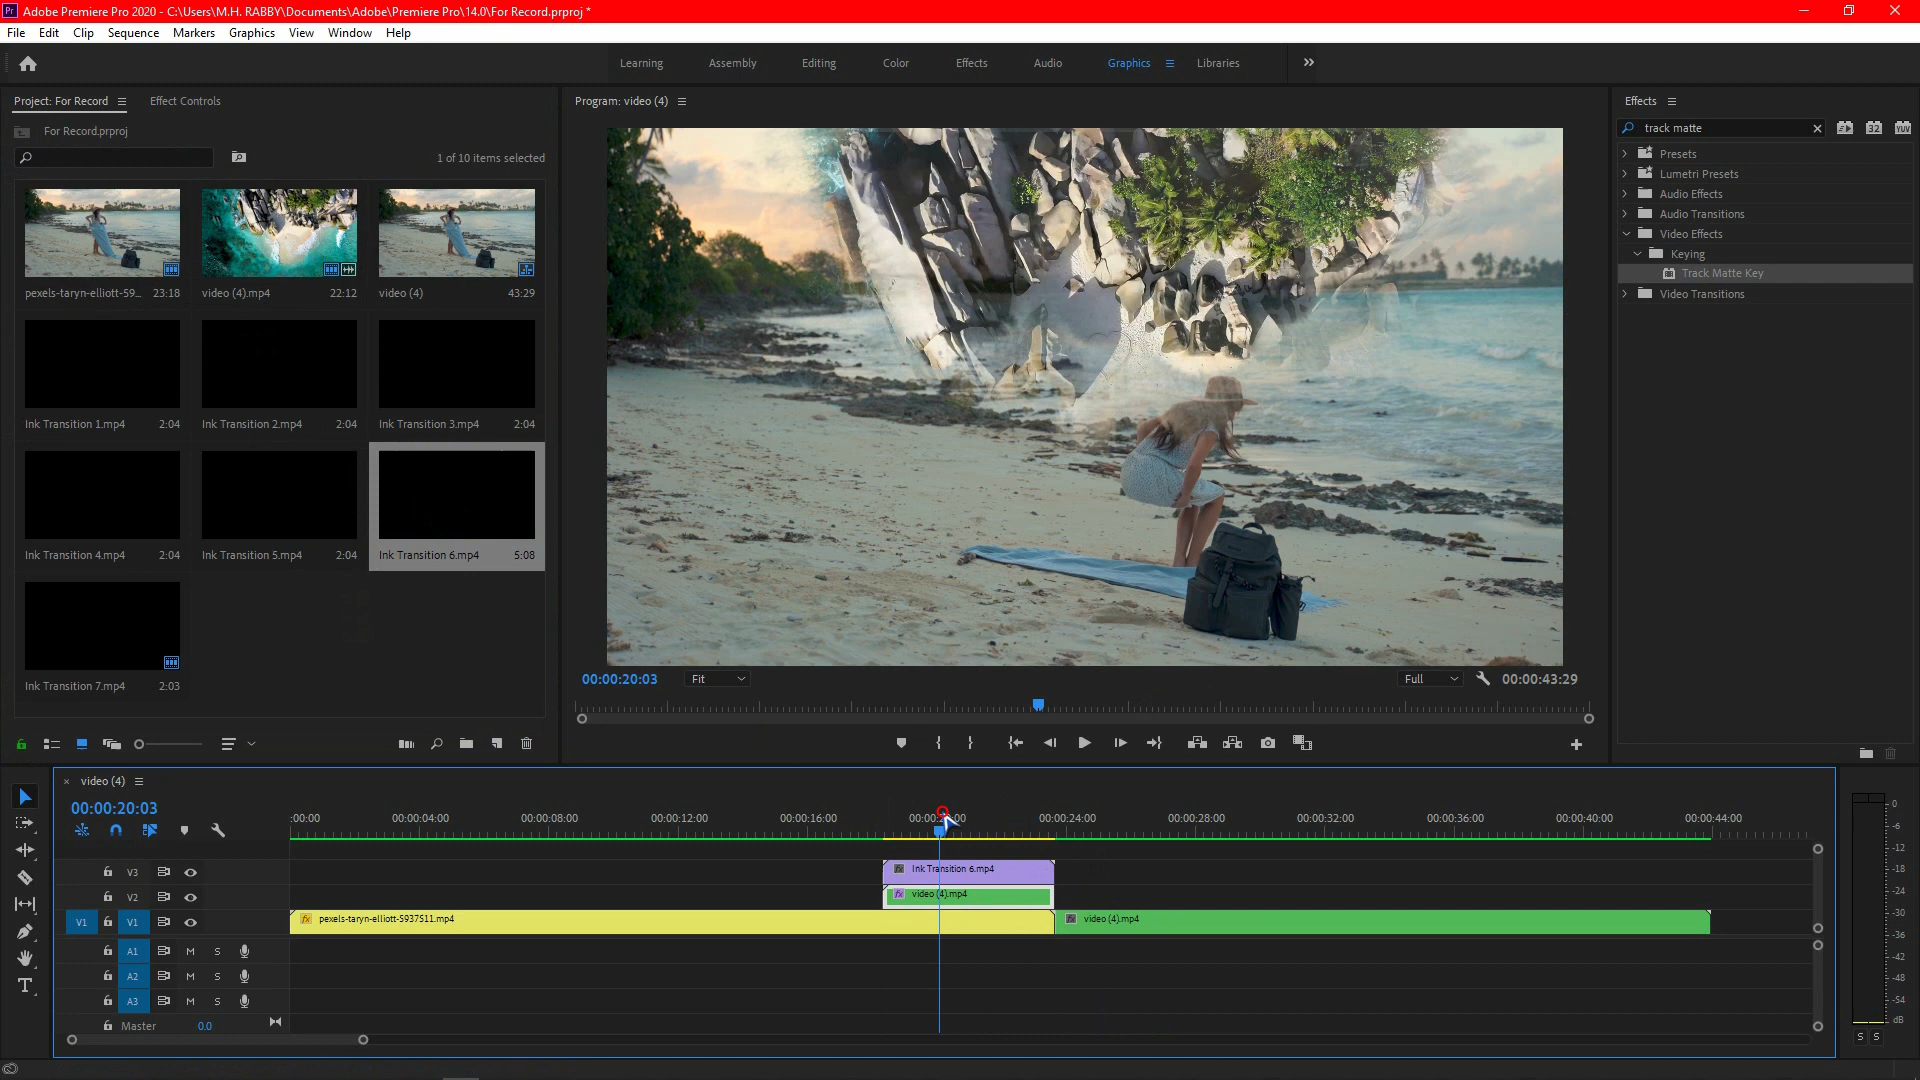 Pr Adobe Premiere Pro 2020 - C:\Users\M.H. RABBY\Documents\Adobe\Premiere Pro\14.0\For Record.prproj *
File Edit Clip Sequence Markers Graphics View Window Help
Learning Assembly Editing Color Effects Audio Graphics Libraries
Project: For Record Effect Controls
For Record.prproj
1 of 10 items selected
pexels-taryn-elliott-59... 23:18 video (4).mp4 22:12 video (4) 43:29
Ink Transition 1.mp4 2:04 Ink Transition 2.mp4 2:04 Ink Transition 3.mp4 2:04
Ink Transition 4.mp4 2:04 Ink Transition 5.mp4 2:04 Ink Transition 6.mp4 5:08
Ink Transition 7.mp4 2:03
Program: video (4)
00:00:20:03 Fit Full 00:00:43:29
Effects
track matte 32 YUV
Presets
Lumetri Presets
Audio Effects
Audio Transitions
Video Effects
Keying
Track Matte Key
Video Transitions
× video (4)
00:00:20:03
:00:00 00:00:04:00 00:00:08:00 00:00:12:00 00:00:16:00 00:00:24:00 00:00:28:00 00:00:32:00 00:00:36:00 00:00:40:00 00:00:44:00
V3 fx Ink Transition 6.mp4
V2 fx video (4).mp4
V1 V1 fx pexels-taryn-elliott-5937511.mp4 fx video (4).mp4
A1 M S
A2 M S
A3 M S
Master 0.0
T
0
-6
-12
-18
-24
-30
-36
-42
-48
-54
dB
S S